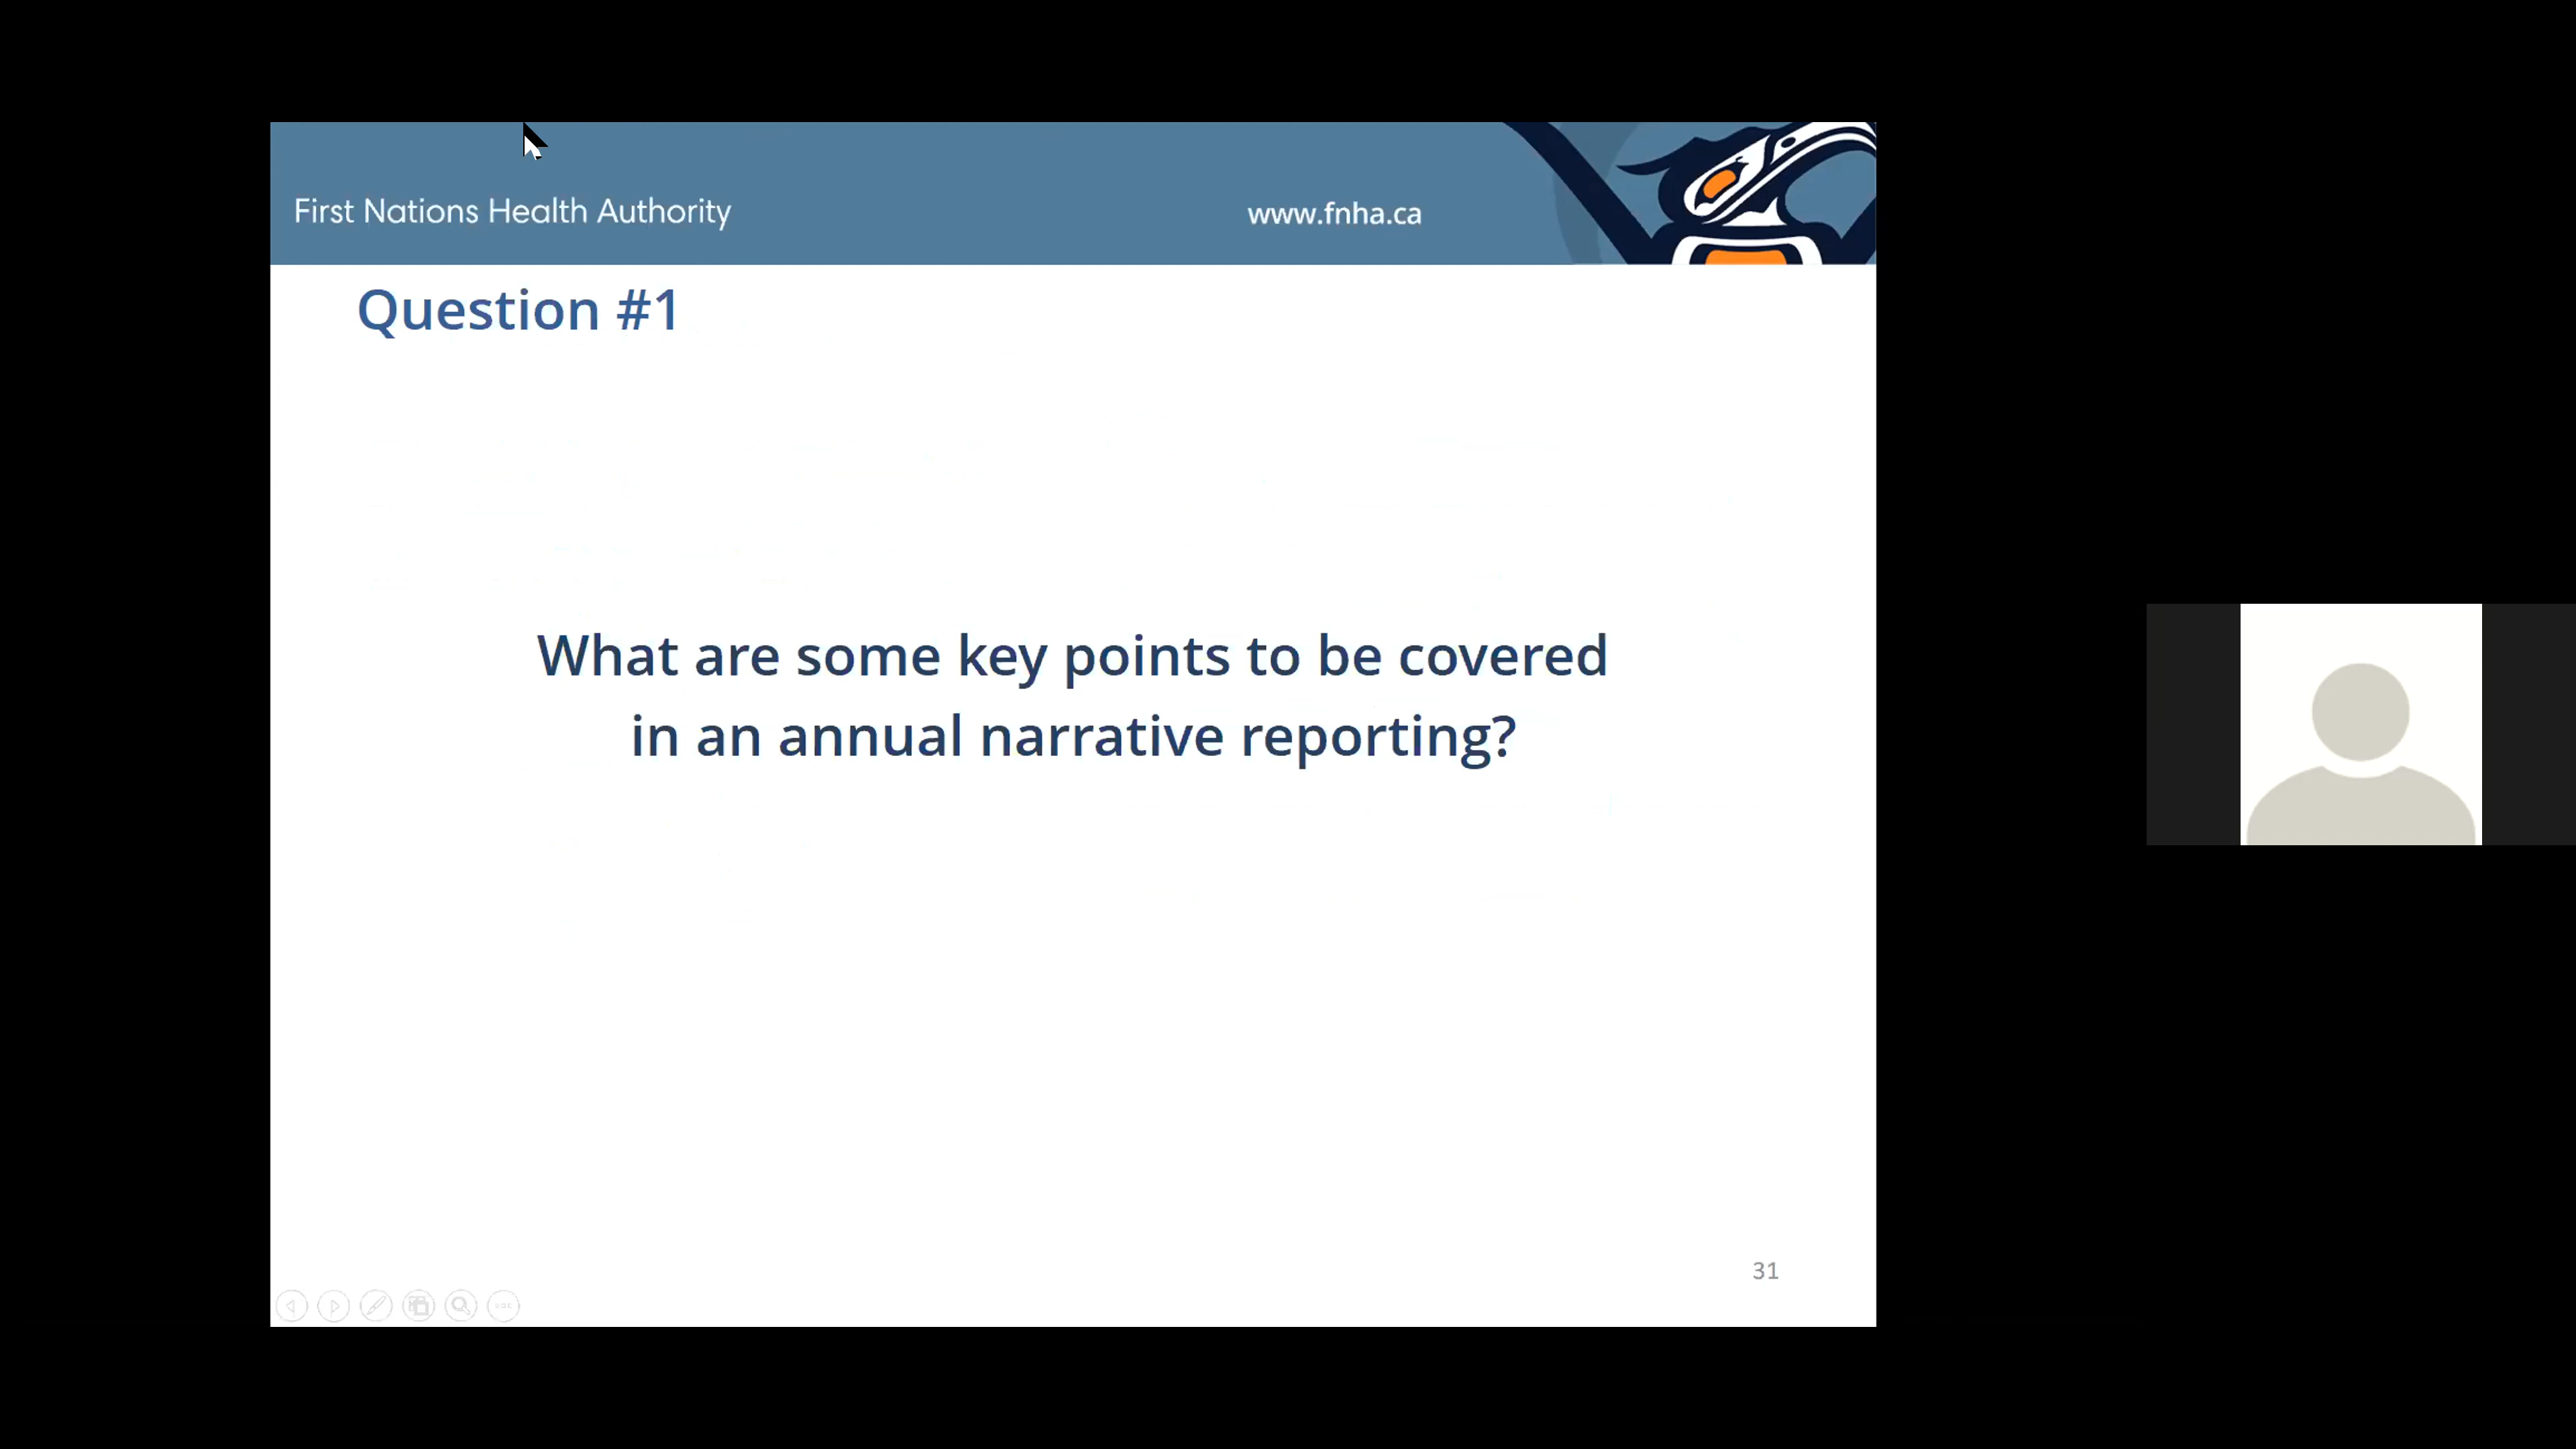 First Nations Health Authority
www.fnha.ca
Question #1
What are some key points to be covered
in an annual narrative reporting?
31